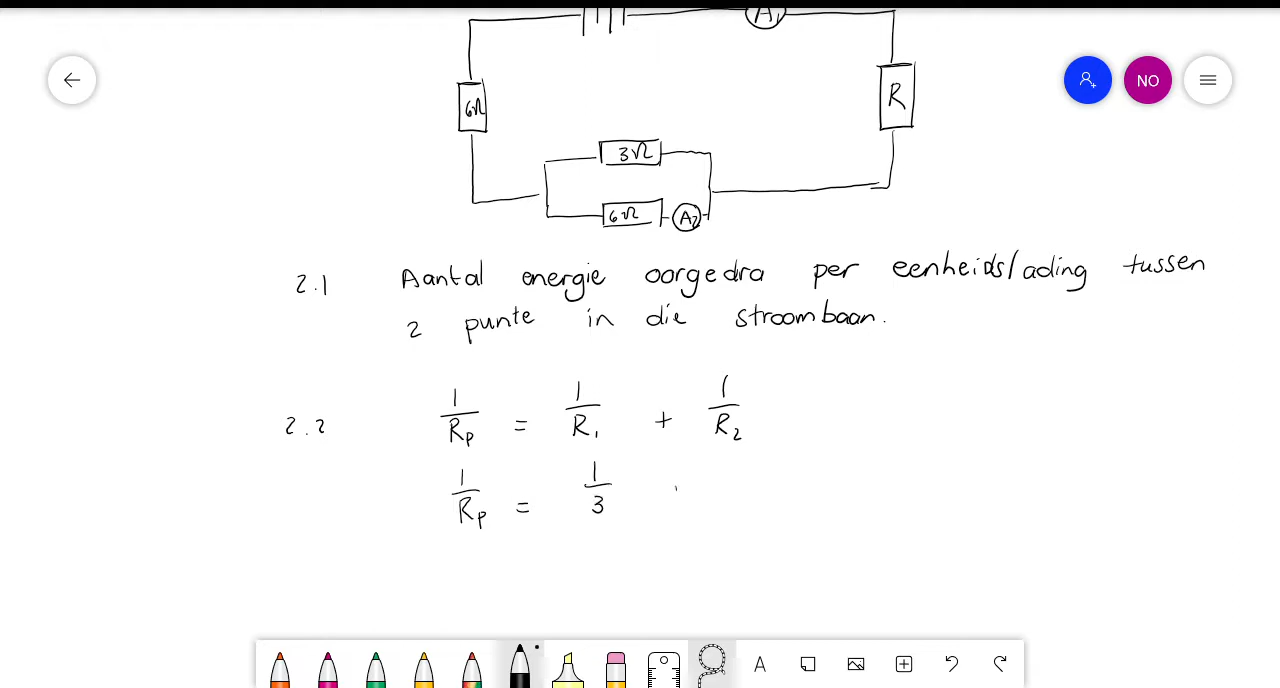 A1
6Ω
R
3Ω
6Ω
A2
NO
2.1 Aantal energie oorgedra per eenheidslading tussen
2 punte in die stroombaan.
2.2 1/Rp = 1/R1 + 1/R2
1/Rp = 1/3
A